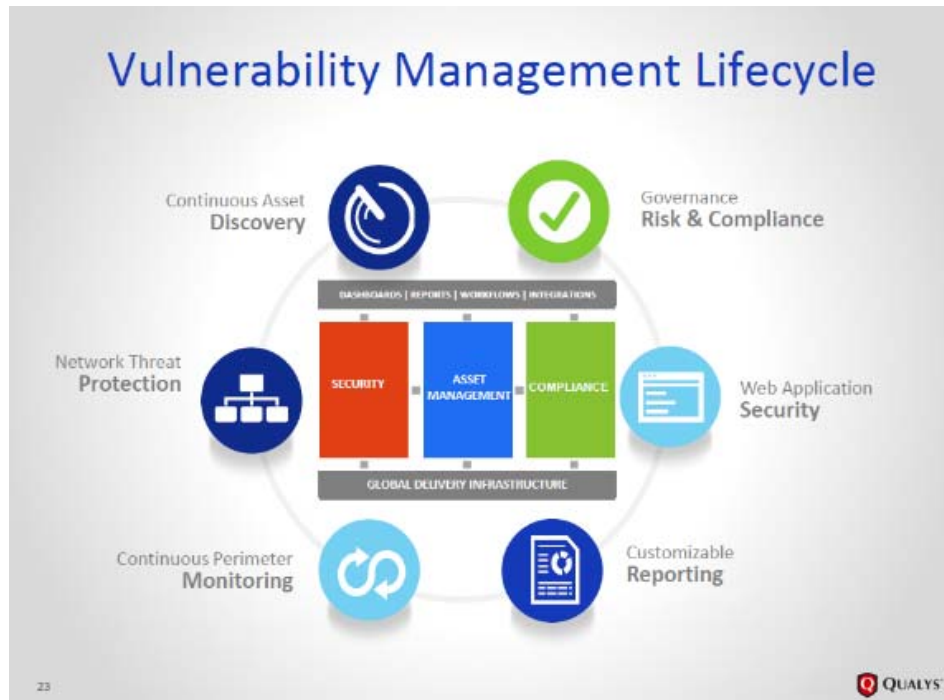 Vulnerability Management Lifecycle
Continuous Asset
Discovery
Governance
Risk & Compliance
DASHBOARDS | REPORTS | WORKFLOWS | INTEGRATIONS
Network Threat
Protection
SECURITY
ASSET
MANAGEMENT
COMPLIANCE
Web Application
Security
GLOBAL DELIVERY INFRASTRUCTURE
Continuous Perimeter
Monitoring
Customizable
Reporting
23
QUALYS